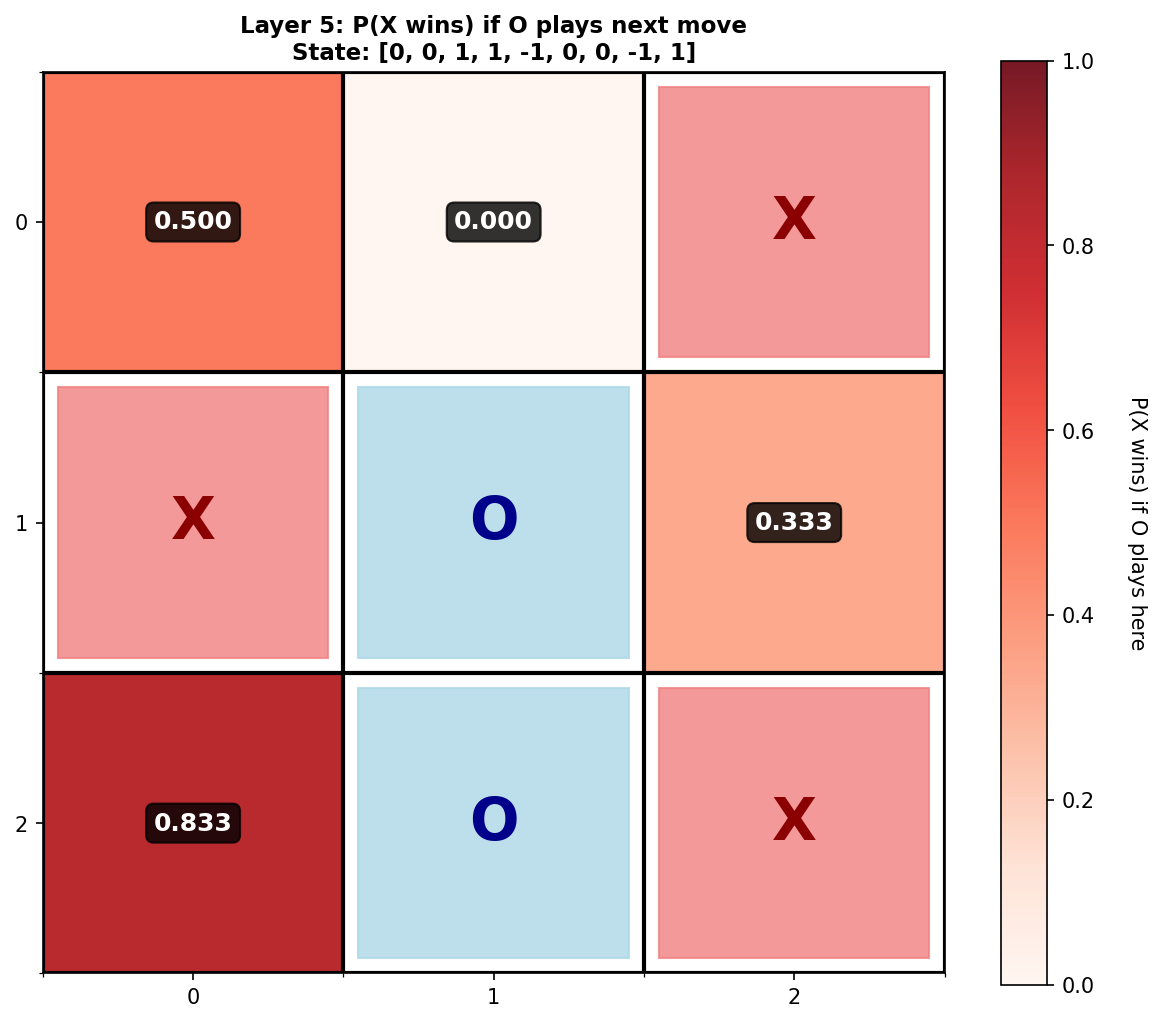 Layer 5: P(X wins) if O plays next move
State: [0, 0, 1, 1, -1, 0, 0, -1, 1]
0
0.500
0.000
X
1
X
O
0.333
2
0.833
O
X
0
1
2
1.0
0.8
0.6
0.4
0.2
0.0
P(X wins) if O plays here